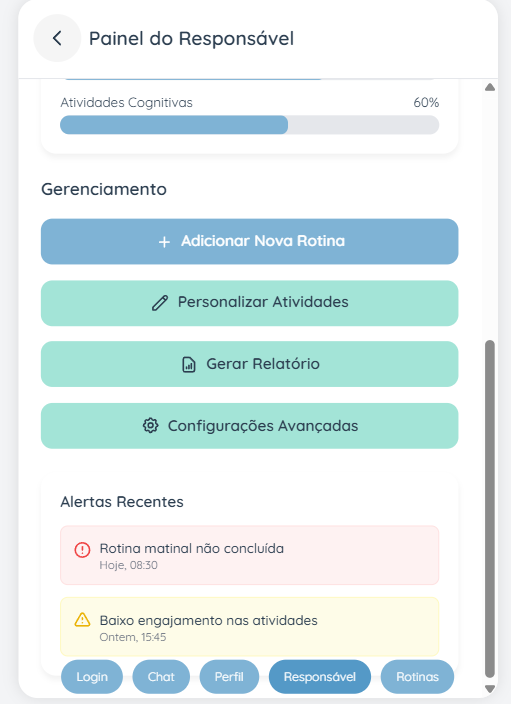 Painel do Responsável
Atividades Cognitivas 60%
Gerenciamento
+ Adicionar Nova Rotina
Personalizar Atividades
Gerar Relatório
Configurações Avançadas
Alertas Recentes
Rotina matinal não concluída
Hoje, 08:30
Baixo engajamento nas atividades
Ontem, 15:45
Login Chat Perfil Responsável Rotinas